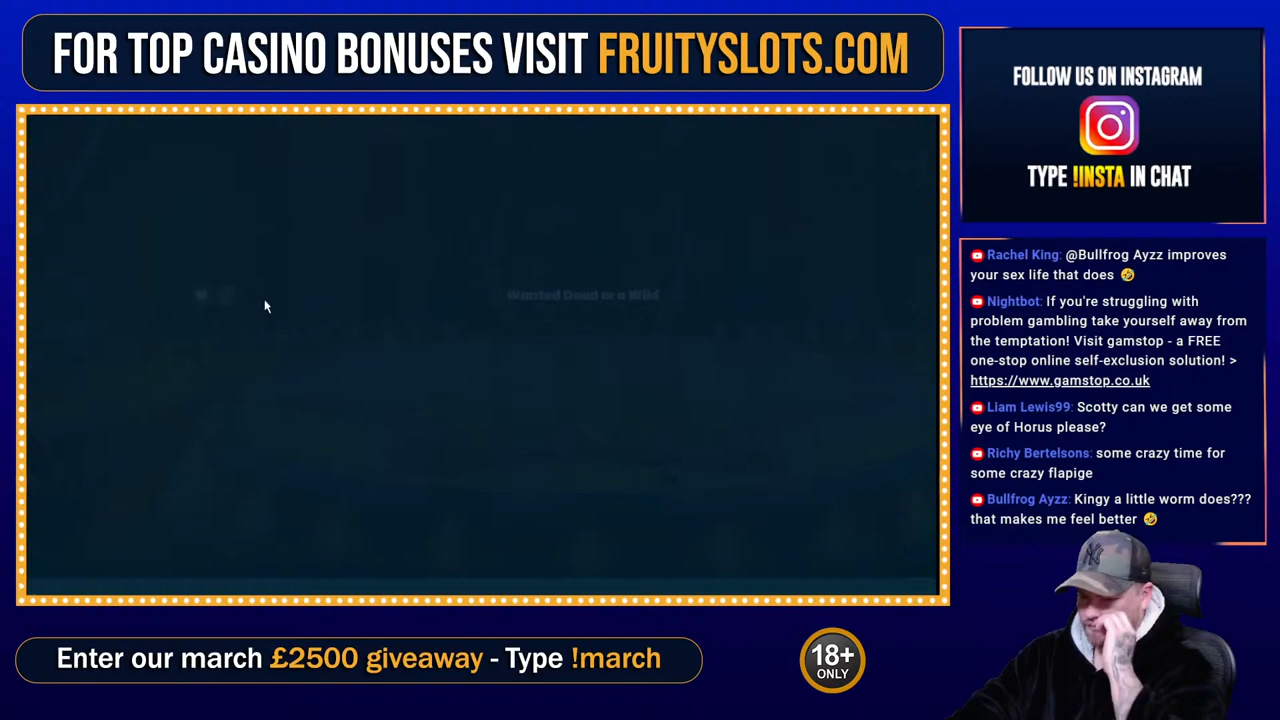 FOR TOP CASINO BONUSES VISIT FRUITYSLOTS.COM
FOLLOW US ON INSTAGRAM
TYPE !INSTA IN CHAT
Wanted Dead or a Wild
Rachel King: @Bullfrog Ayzz improves
your sex life that does 🤣
Nightbot: If you're struggling with
problem gambling take yourself away from
the temptation! Visit gamstop - a FREE
one-stop online self-exclusion solution! >
https://www.gamstop.co.uk
Liam Lewis99: Scotty can we get some
eye of Horus please?
Richy Bertelsons: some crazy time for
some crazy flapige
Bullfrog Ayzz: Kingy a little worm does???
that makes me feel better 🤣
Enter our march £2500 giveaway - Type !march
18+
ONLY